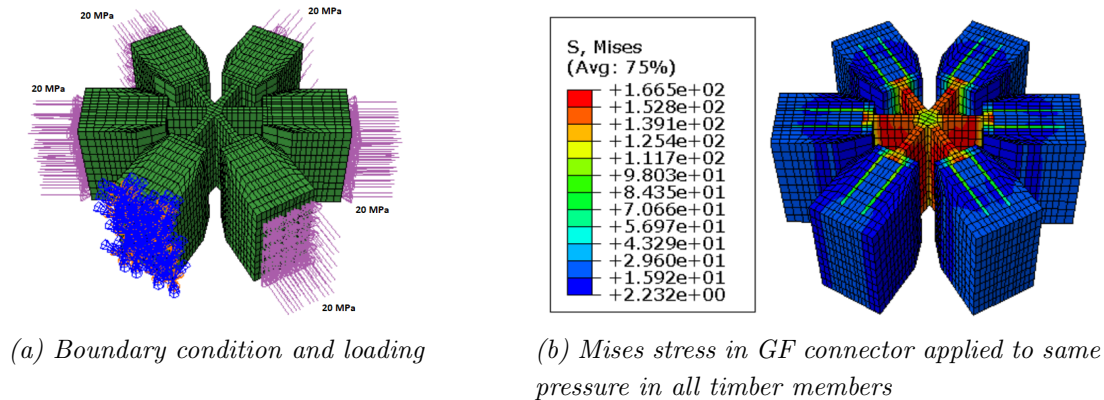 20 MPa
20 MPa
20 MPa
20 MPa
20 MPa
S, Mises
(Avg: 75%)
+1.665e+02
+1.528e+02
+1.391e+02
+1.254e+02
+1.117e+02
+9.803e+01
+8.435e+01
+7.066e+01
+5.697e+01
+4.329e+01
+2.960e+01
+1.592e+01
+2.232e+00
(a) Boundary condition and loading
(b) Mises stress in GF connector applied to same
pressure in all timber members